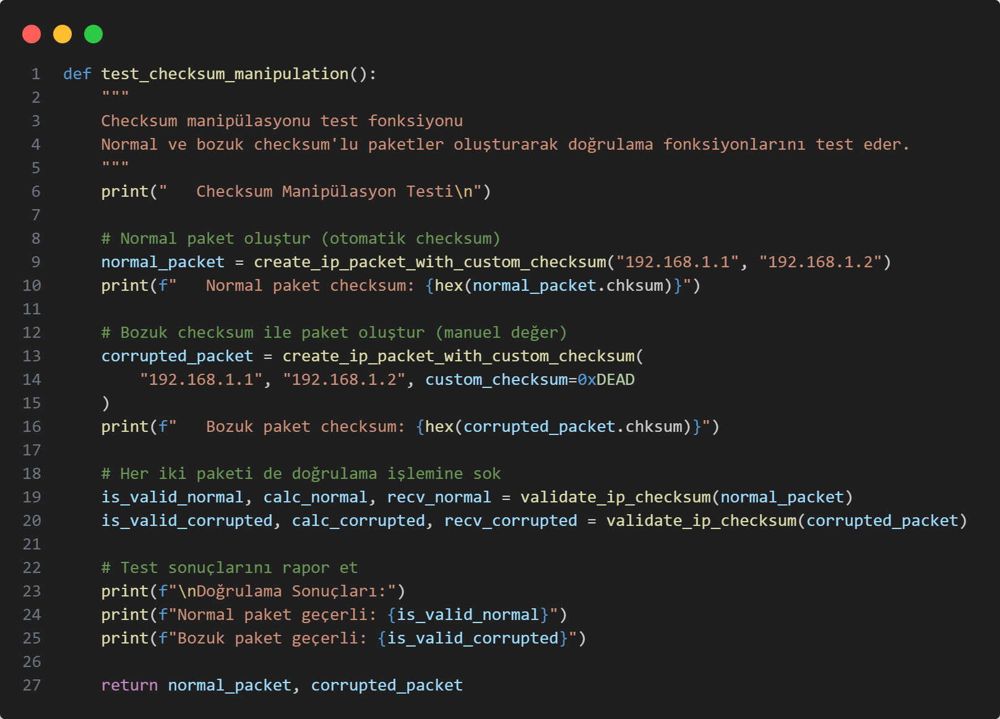 1 def test_checksum_manipulation():
2     """
3     Checksum manipülasyonu test fonksiyonu
4     Normal ve bozuk checksum'lu paketler oluşturarak doğrulama fonksiyonlarını test eder.
5     """
6     print("   Checksum Manipülasyon Testi\n")
7
8     # Normal paket oluştur (otomatik checksum)
9     normal_packet = create_ip_packet_with_custom_checksum("192.168.1.1", "192.168.1.2")
10     print(f"   Normal paket checksum: {hex(normal_packet.chksum)}")
11
12     # Bozuk checksum ile paket oluştur (manuel değer)
13     corrupted_packet = create_ip_packet_with_custom_checksum(
14         "192.168.1.1", "192.168.1.2", custom_checksum=0xDEAD
15     )
16     print(f"   Bozuk paket checksum: {hex(corrupted_packet.chksum)}")
17
18     # Her iki paketi de doğrulama işlemine sok
19     is_valid_normal, calc_normal, recv_normal = validate_ip_checksum(normal_packet)
20     is_valid_corrupted, calc_corrupted, recv_corrupted = validate_ip_checksum(corrupted_packet)
21
22     # Test sonuçlarını rapor et
23     print(f"\nDoğrulama Sonuçları:")
24     print(f"Normal paket geçerli: {is_valid_normal}")
25     print(f"Bozuk paket geçerli: {is_valid_corrupted}")
26
27     return normal_packet, corrupted_packet